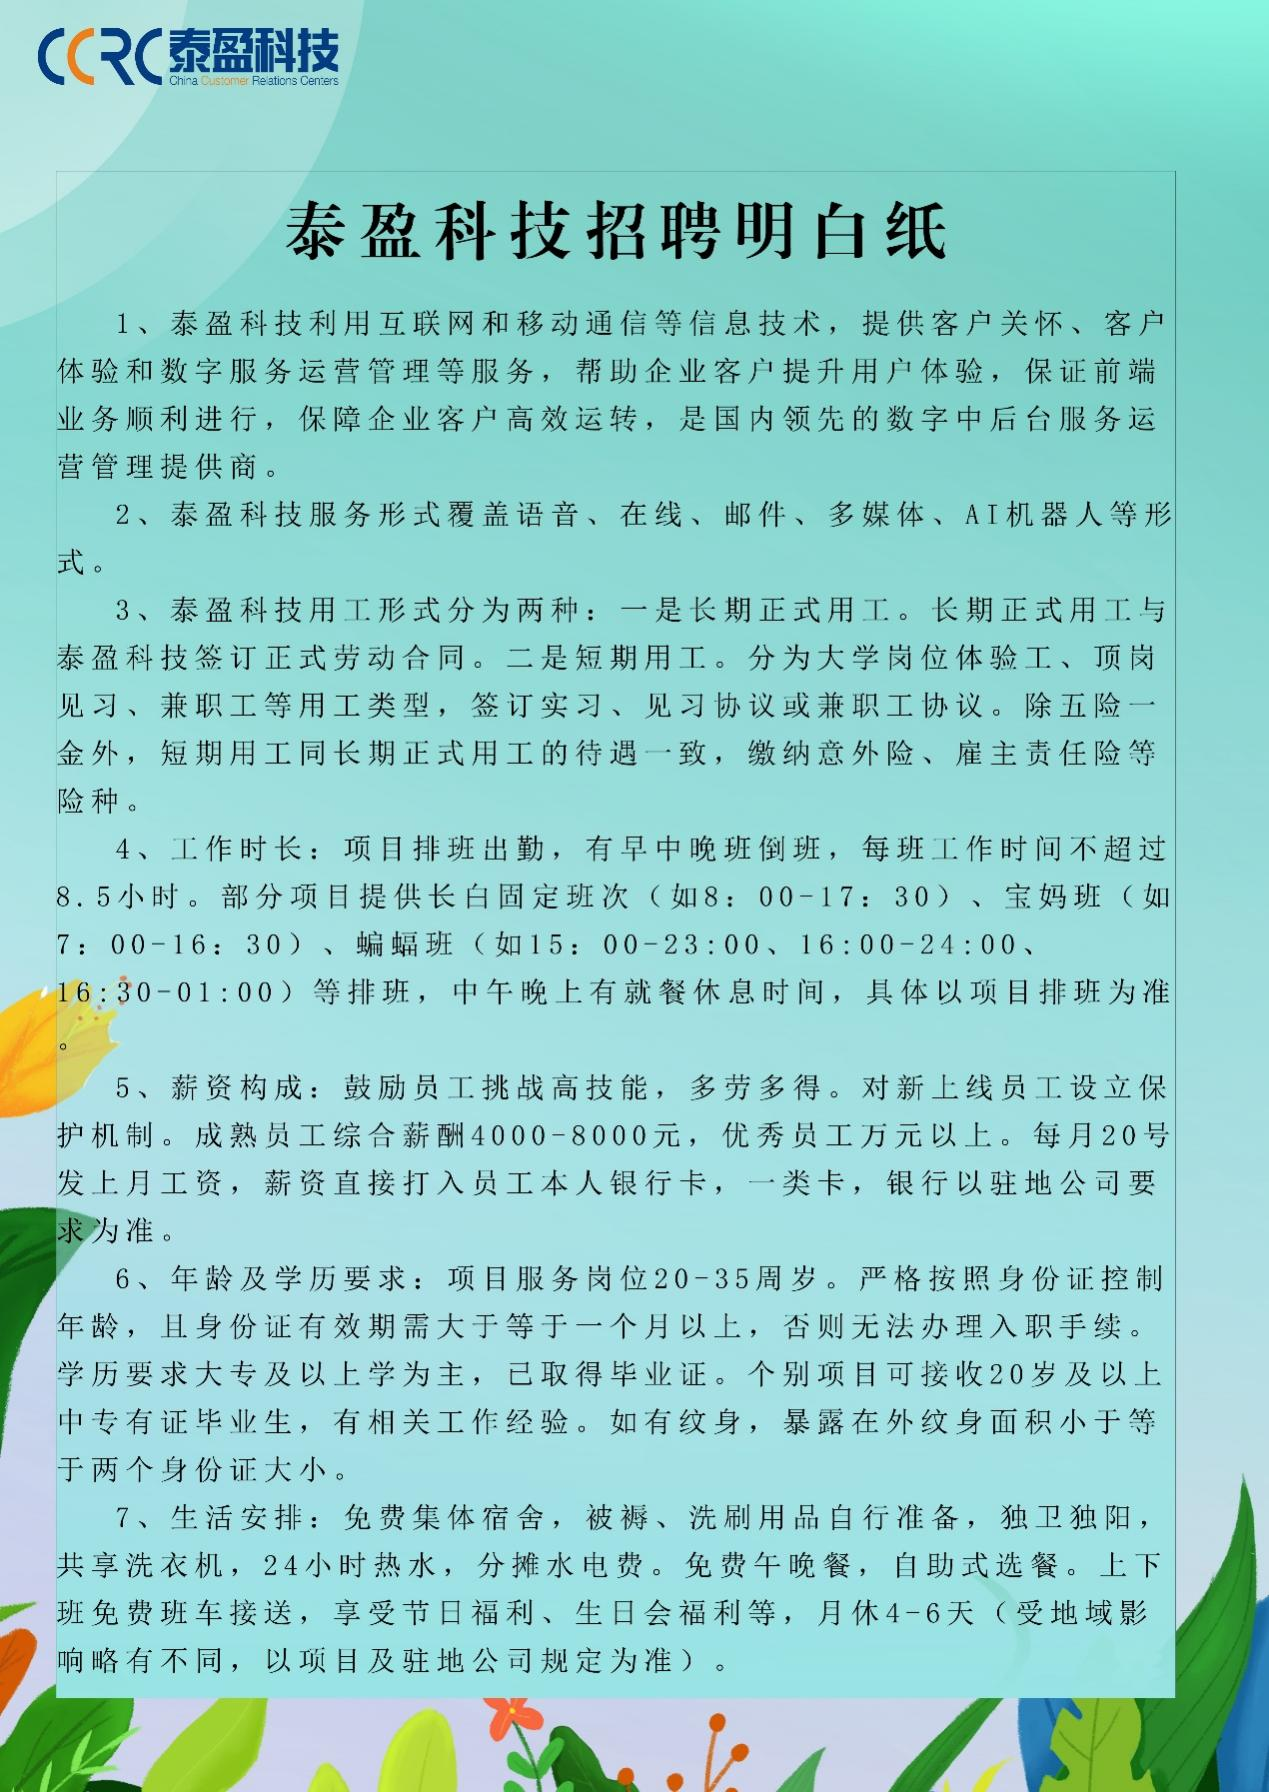 CCRC 泰盈科技
China Customer Relations Centers
泰盈科技招聘明白纸
1、泰盈科技利用互联网和移动通信等信息技术，提供客户关怀、客户
体验和数字服务运营管理等服务，帮助企业客户提升用户体验，保证前端
业务顺利进行，保障企业客户高效运转，是国内领先的数字中后台服务运
营管理提供商。
2、泰盈科技服务形式覆盖语音、在线、邮件、多媒体、AI机器人等形
式。
3、泰盈科技用工形式分为两种：一是长期正式用工。长期正式用工与
泰盈科技签订正式劳动合同。二是短期用工。分为大学岗位体验工、顶岗
见习、兼职工等用工类型，签订实习、见习协议或兼职工协议。除五险一
金外，短期用工同长期正式用工的待遇一致，缴纳意外险、雇主责任险等
险种。
4、工作时长：项目排班出勤，有早中晚班倒班，每班工作时间不超过
8.5小时。部分项目提供长白固定班次（如8：00-17：30）、宝妈班（如
7：00-16：30）、蝙蝠班（如15：00-23:00、16:00-24:00、
16:30-01:00）等排班，中午晚上有就餐休息时间，具体以项目排班为准
。
5、薪资构成：鼓励员工挑战高技能，多劳多得。对新上线员工设立保
护机制。成熟员工综合薪酬4000-8000元，优秀员工万元以上。每月20号
发上月工资，薪资直接打入员工本人银行卡，一类卡，银行以驻地公司要
求为准。
6、年龄及学历要求：项目服务岗位20-35周岁。严格按照身份证控制
年龄，且身份证有效期需大于等于一个月以上，否则无法办理入职手续。
学历要求大专及以上学为主，已取得毕业证。个别项目可接收20岁及以上
中专有证毕业生，有相关工作经验。如有纹身，暴露在外纹身面积小于等
于两个身份证大小。
7、生活安排：免费集体宿舍，被褥、洗刷用品自行准备，独卫独阳，
共享洗衣机，24小时热水，分摊水电费。免费午晚餐，自助式选餐。上下
班免费班车接送，享受节日福利、生日会福利等，月休4-6天（受地域影
响略有不同，以项目及驻地公司规定为准）。